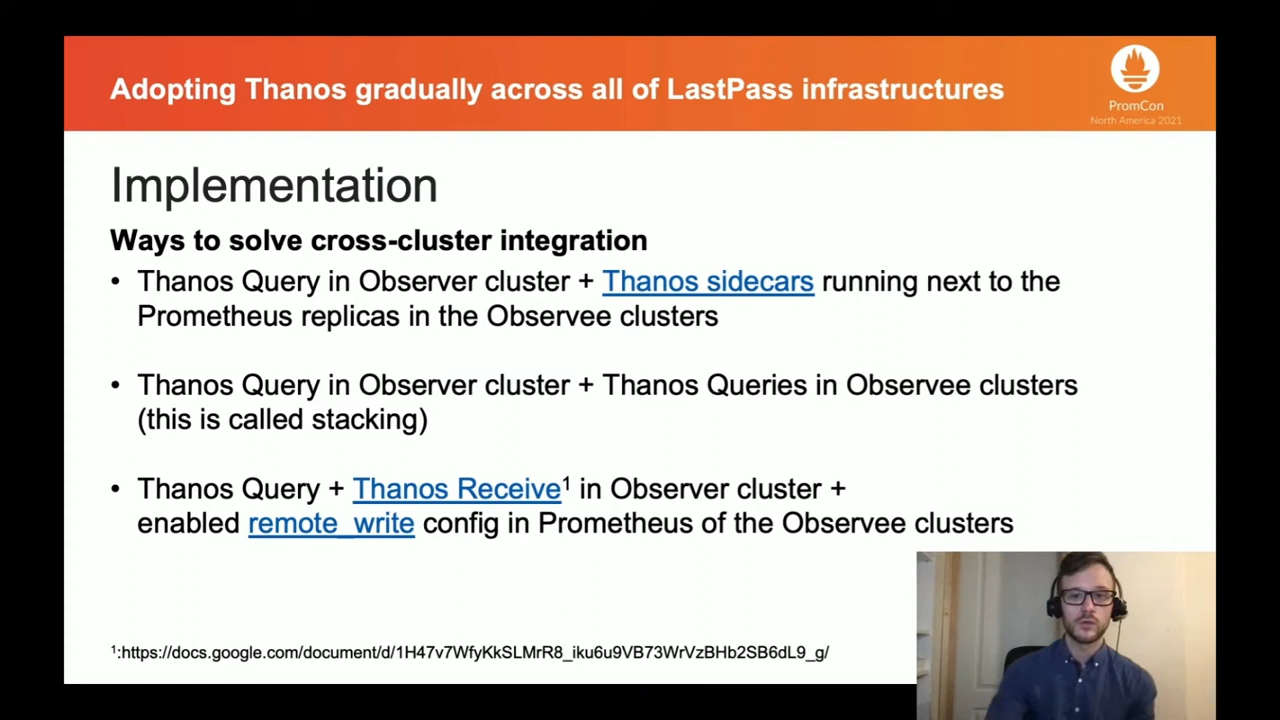 Adopting Thanos gradually across all of LastPass infrastructures
PromCon
North America 2021
Implementation
Ways to solve cross-cluster integration
• Thanos Query in Observer cluster + Thanos sidecars running next to the
Prometheus replicas in the Observee clusters
• Thanos Query in Observer cluster + Thanos Queries in Observee clusters
(this is called stacking)
• Thanos Query + Thanos Receive¹ in Observer cluster +
enabled remote_write config in Prometheus of the Observee clusters
¹:https://docs.google.com/document/d/1H47v7WfyKkSLMrR8_iku6u9VB73WrVzBHb2SB6dL9_g/